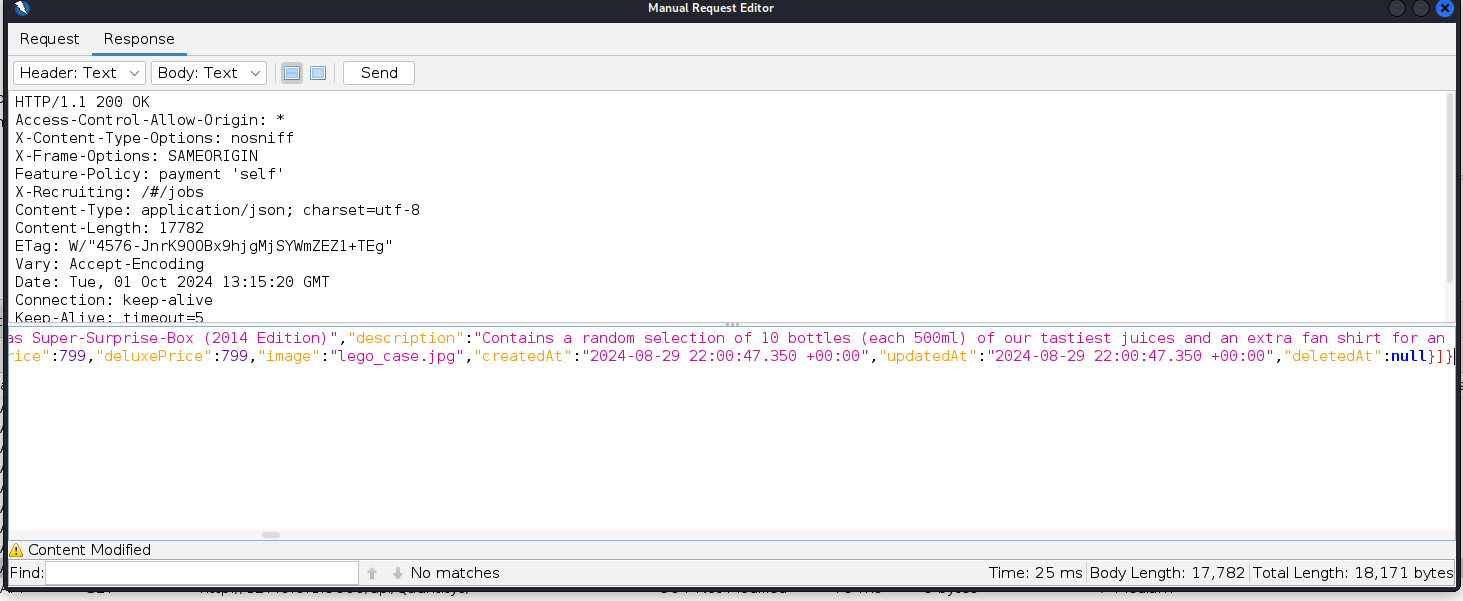 Manual Request Editor
Request Response
Header: Text Body: Text Send
HTTP/1.1 200 OK
Access-Control-Allow-Origin: *
X-Content-Type-Options: nosniff
X-Frame-Options: SAMEORIGIN
Feature-Policy: payment 'self'
X-Recruiting: /#/jobs
Content-Type: application/json; charset=utf-8
Content-Length: 17782
ETag: W/"4576-JnrK9OOBx9hjgMjSYWmZEZ1+TEg"
Vary: Accept-Encoding
Date: Tue, 01 Oct 2024 13:15:20 GMT
Connection: keep-alive
Keep-Alive: timeout=5
as Super-Surprise-Box (2014 Edition)","description":"Contains a random selection of 10 bottles (each 500ml) of our tastiest juices and an extra fan shirt for an
rice":799,"deluxePrice":799,"image":"lego_case.jpg","createdAt":"2024-08-29 22:00:47.350 +00:00","updatedAt":"2024-08-29 22:00:47.350 +00:00","deletedAt":null}]}
Content Modified
Find: No matches Time: 25 ms Body Length: 17,782 Total Length: 18,171 bytes